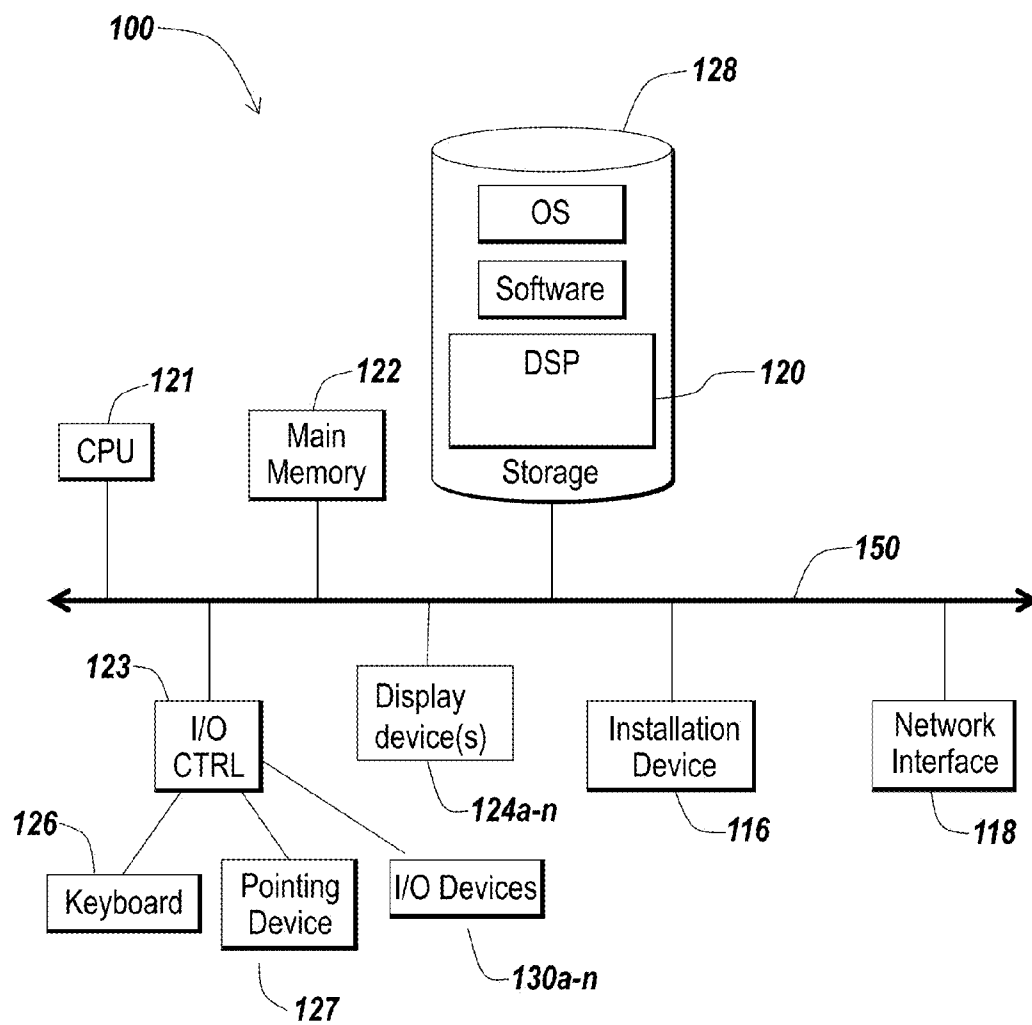 100
128
OS
Software
DSP
120
Storage
121
CPU
122
Main
Memory
150
123
I/O
CTRL
Display
device(s)
124a-n
Installation
Device
116
Network
Interface
118
126
Keyboard
Pointing
Device
127
I/O Devices
130a-n